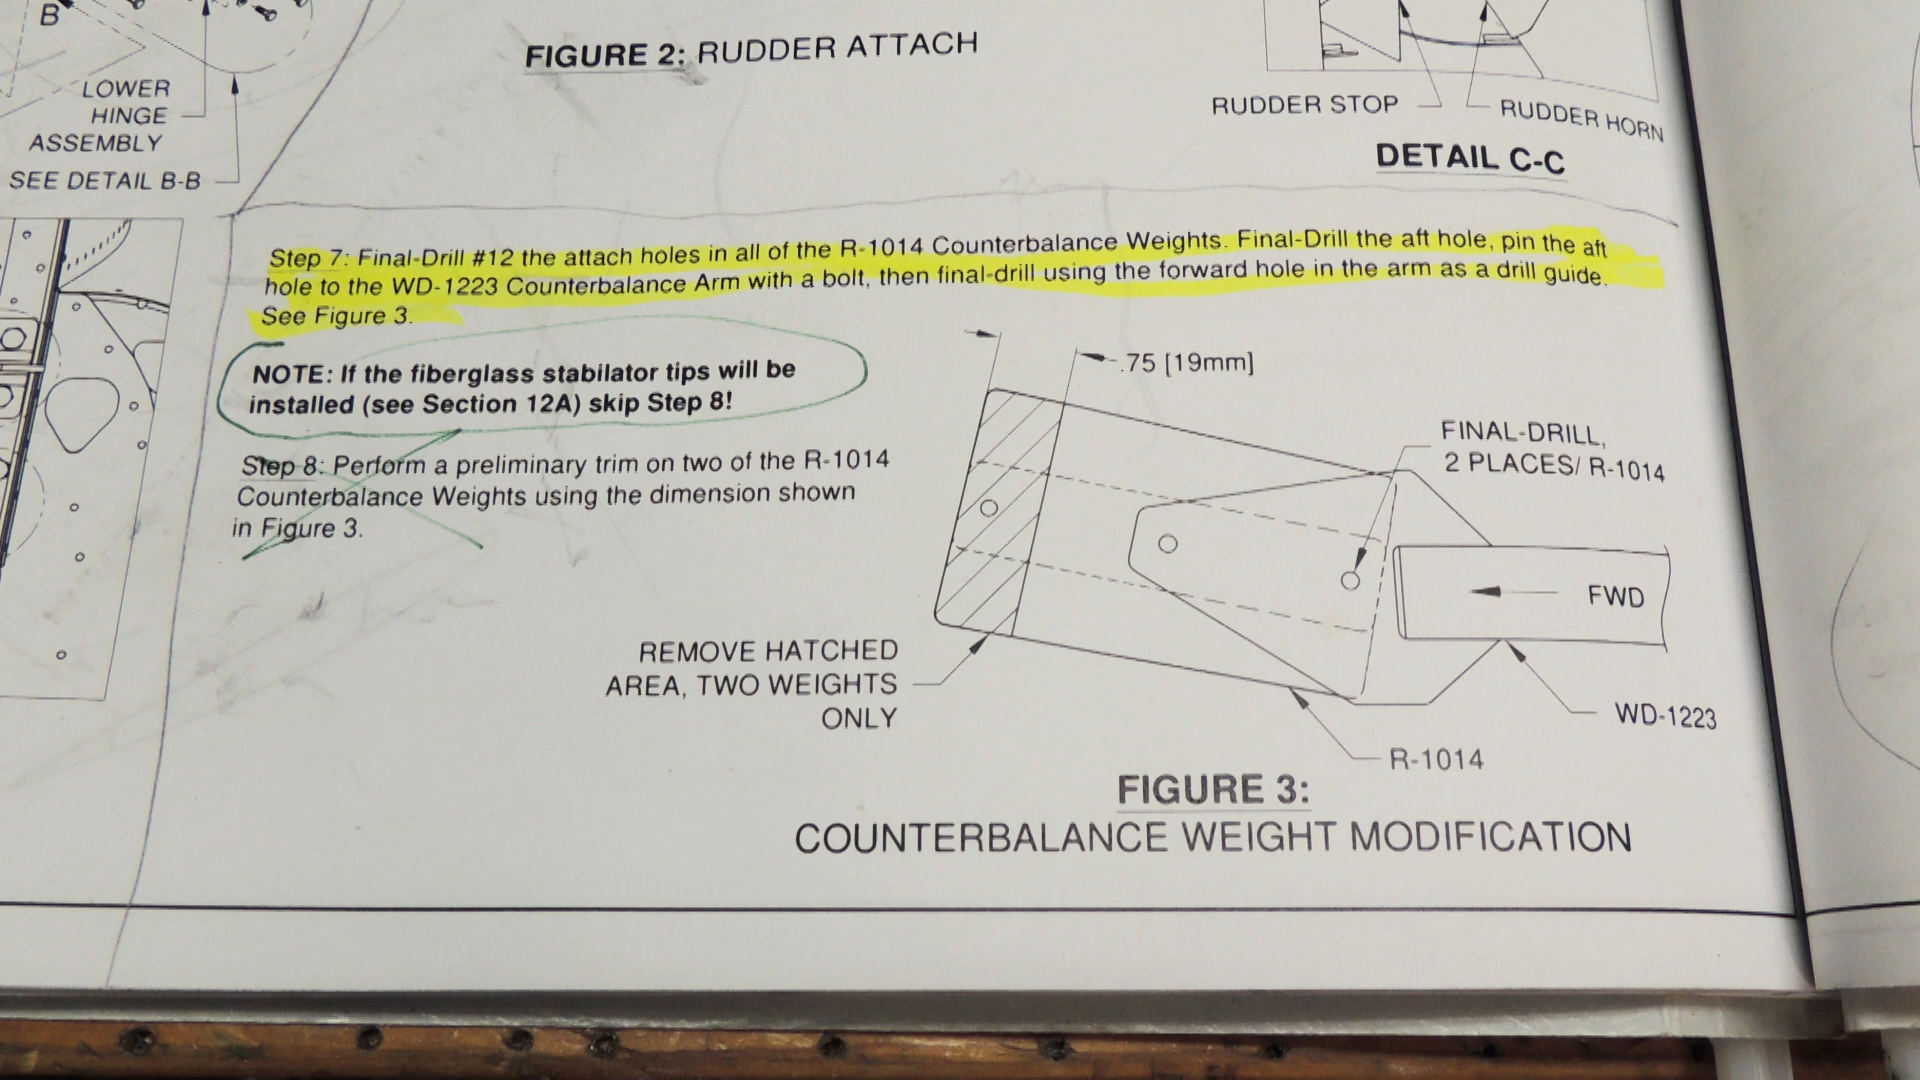 B
LOWER
HINGE
ASSEMBLY
SEE DETAIL B-B
FIGURE 2: RUDDER ATTACH
RUDDER STOP
RUDDER HORN
DETAIL C-C
Step 7: Final-Drill #12 the attach holes in all of the R-1014 Counterbalance Weights. Final-Drill the aft hole, pin the aft
hole to the WD-1223 Counterbalance Arm with a bolt, then final-drill using the forward hole in the arm as a drill guide.
See Figure 3.
NOTE: If the fiberglass stabilator tips will be
installed (see Section 12A) skip Step 8!
Step 8: Perform a preliminary trim on two of the R-1014
Counterbalance Weights using the dimension shown
in Figure 3.
.75 [19mm]
FINAL-DRILL,
2 PLACES/ R-1014
FWD
REMOVE HATCHED
AREA, TWO WEIGHTS
ONLY
WD-1223
R-1014
FIGURE 3:
COUNTERBALANCE WEIGHT MODIFICATION